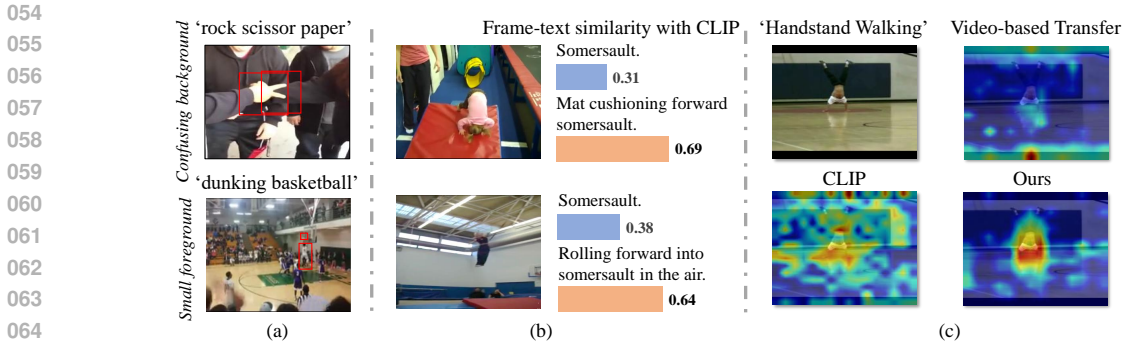 054
055
056
057
058
059
060
061
062
063
064
'rock scissor paper'
Confusing background
'dunking basketball'
Small foreground
(a)
Frame-text similarity with CLIP
Somersault.
0.31
Mat cushioning forward
somersault.
0.69
Somersault.
0.38
Rolling forward into
somersault in the air.
0.64
(b)
'Handstand Walking'
Video-based Transfer
CLIP
Ours
(c)